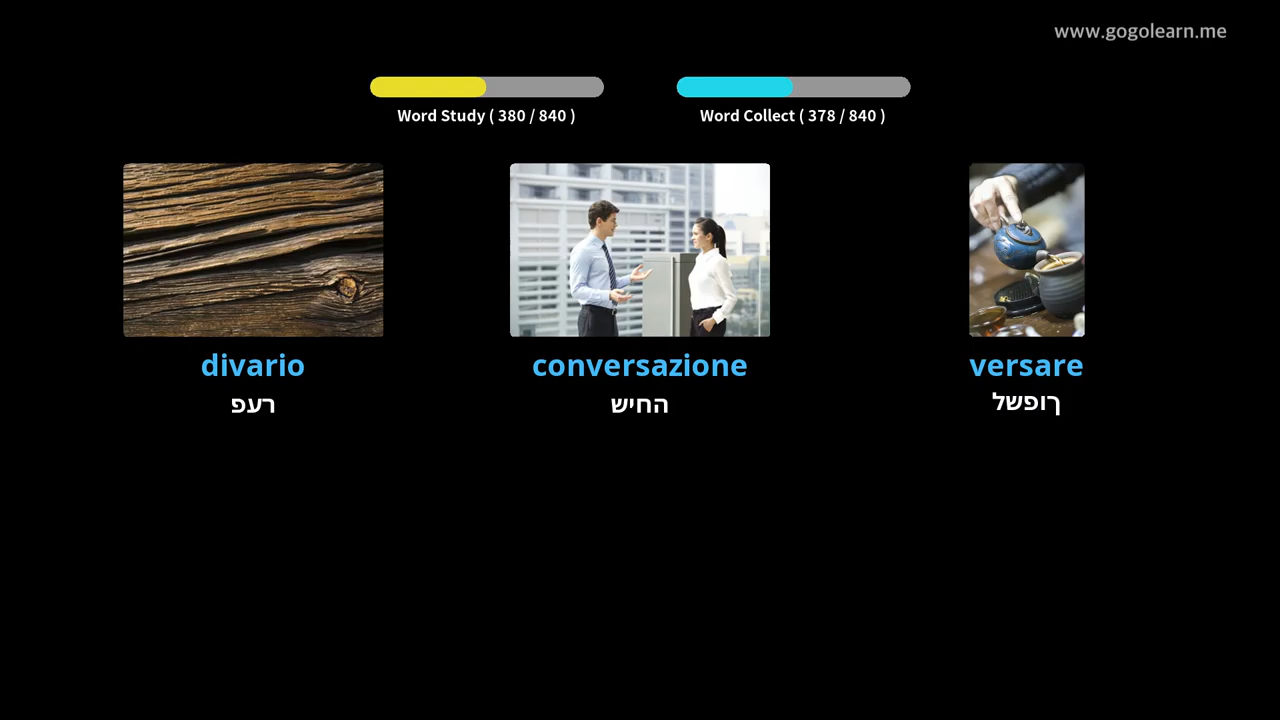 www.gogolearn.me
Word Study ( 380 / 840 )
Word Collect ( 378 / 840 )
divario
פער
conversazione
שיחה
versare
לשפוך